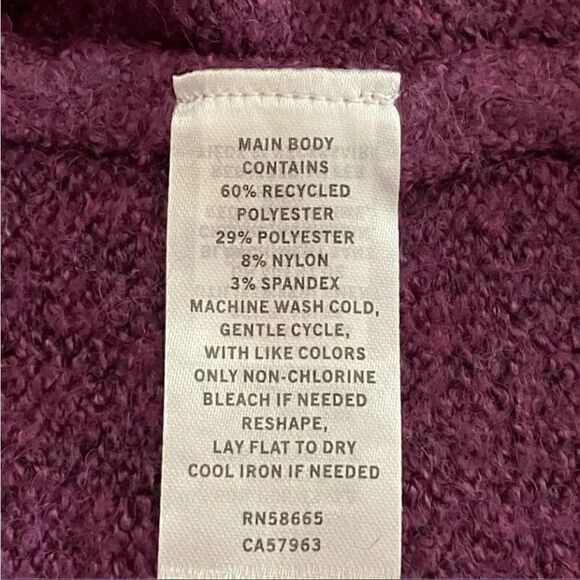 MAIN BODY
CONTAINS
60% RECYCLED
POLYESTER
29% POLYESTER
8% NYLON
3% SPANDEX
MACHINE WASH COLD,
GENTLE CYCLE,
WITH LIKE COLORS
ONLY NON-CHLORINE
BLEACH IF NEEDED
RESHAPE,
LAY FLAT TO DRY
COOL IRON IF NEEDED
RN58665
CA57963